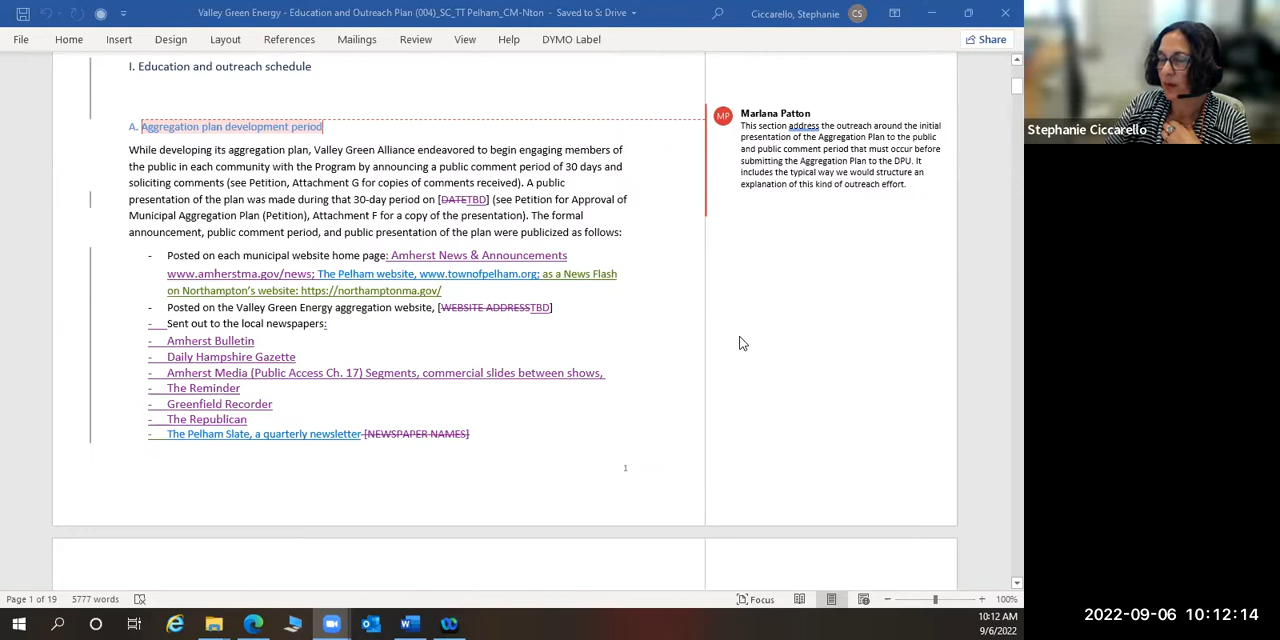 Valley Green Energy - Education and Outreach Plan (004)_SC_TT Pelham_CM-Nton - Saved to S: Drive
Ciccarello, Stephanie
CS
File Home Insert Design Layout References Mailings Review View Help DYMO Label
Share
I. Education and outreach schedule
A. Aggregation plan development period
While developing its aggregation plan, Valley Green Alliance endeavored to begin engaging members of
the public in each community with the Program by announcing a public comment period of 30 days and
soliciting comments (see Petition, Attachment G for copies of comments received). A public
presentation of the plan was made during that 30-day period on [DATETBD] (see Petition for Approval of
Municipal Aggregation Plan (Petition), Attachment F for a copy of the presentation). The formal
announcement, public comment period, and public presentation of the plan were publicized as follows:
- Posted on each municipal website home page: Amherst News & Announcements
www.amherstma.gov/news; The Pelham website, www.townofpelham.org; as a News Flash
on Northampton's website: https://northamptonma.gov/
- Posted on the Valley Green Energy aggregation website, [WEBSITE ADDRESSTBD]
- Sent out to the local newspapers:
- Amherst Bulletin
- Daily Hampshire Gazette
- Amherst Media (Public Access Ch. 17) Segments, commercial slides between shows,
- The Reminder
- Greenfield Recorder
- The Republican
- The Pelham Slate, a quarterly newsletter [NEWSPAPER NAMES]
1
MP
Marlana Patton
This section address the outreach around the initial
presentation of the Aggregation Plan to the public
and public comment period that must occur before
submitting the Aggregation Plan to the DPU. It
includes the typical way we would structure an
explanation of this kind of outreach effort.
Stephanie Ciccarello
Page 1 of 19 5777 words
Focus
100%
10:12 AM
9/6/2022
2022-09-06 10:12:14